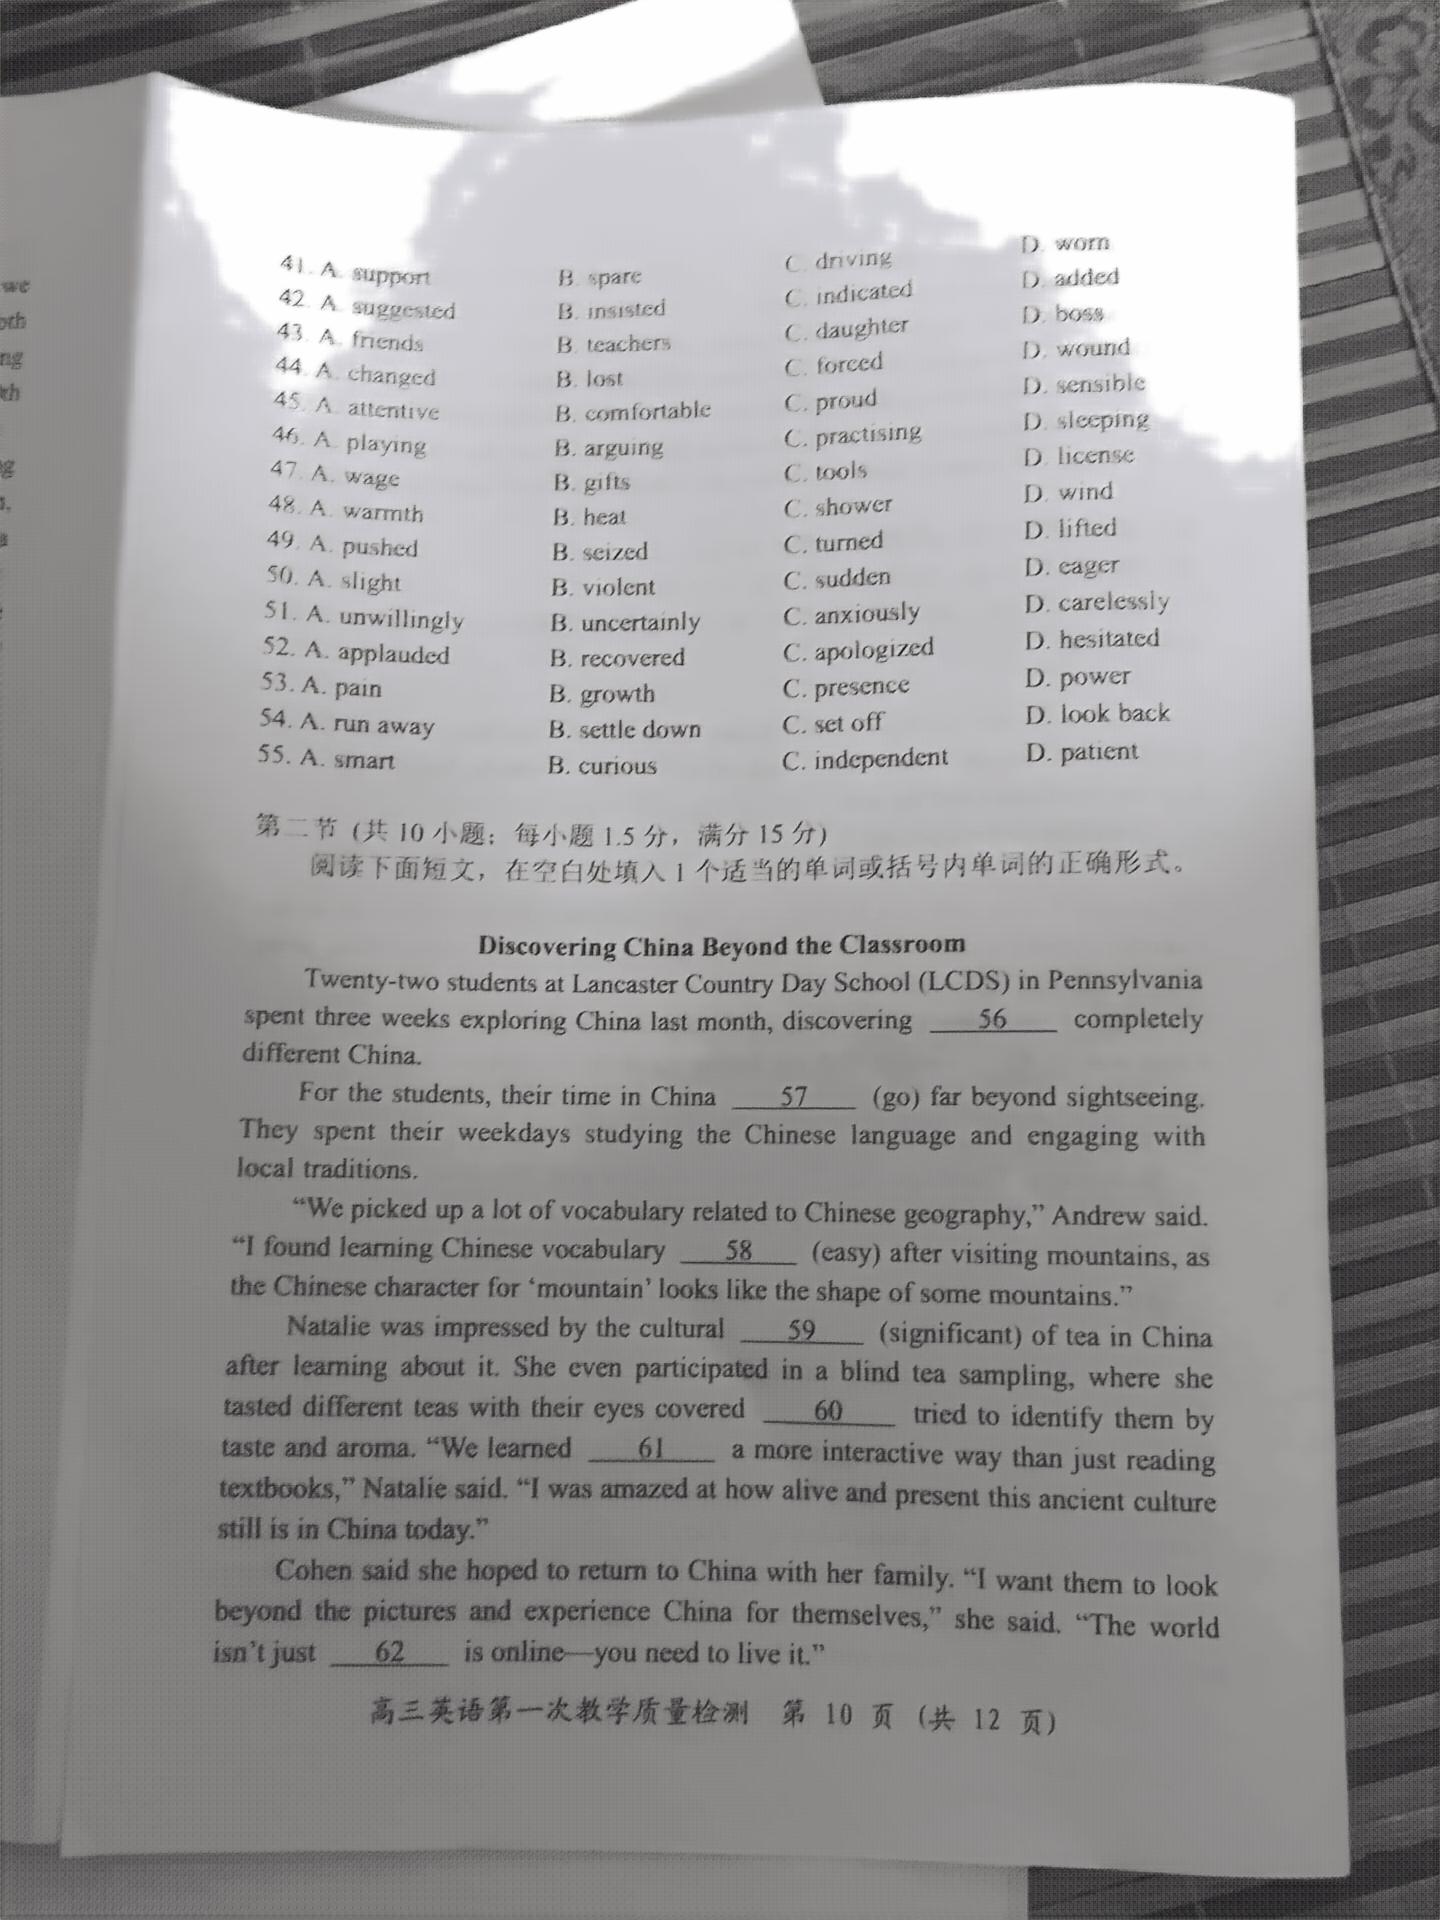 we
oth
ng
th
g
41. A. support B. spare C. driving D. worn
42. A. suggested B. insisted C. indicated D. added
43. A. friends B. teachers C. daughter D. boss
44. A. changed B. lost C. forced D. wound
45. A. attentive B. comfortable C. proud D. sensible
46. A. playing B. arguing C. practising D. sleeping
47. A. wage B. gifts C. tools D. license
48. A. warmth B. heat C. shower D. wind
49. A. pushed B. seized C. turned D. lifted
50. A. slight B. violent C. sudden D. eager
51. A. unwillingly B. uncertainly C. anxiously D. carelessly
52. A. applauded B. recovered C. apologized D. hesitated
53. A. pain B. growth C. presence D. power
54. A. run away B. settle down C. set off D. look back
55. A. smart B. curious C. independent D. patient
第二节 (共 10 小题；每小题 1.5 分，满分 15 分)
阅读下面短文，在空白处填入 1 个适当的单词或括号内单词的正确形式。
Discovering China Beyond the Classroom
Twenty-two students at Lancaster Country Day School (LCDS) in Pennsylvania
spent three weeks exploring China last month, discovering 56 completely
different China.
For the students, their time in China 57 (go) far beyond sightseeing.
They spent their weekdays studying the Chinese language and engaging with
local traditions.
“We picked up a lot of vocabulary related to Chinese geography,” Andrew said.
“I found learning Chinese vocabulary 58 (easy) after visiting mountains, as
the Chinese character for ‘mountain’ looks like the shape of some mountains.”
Natalie was impressed by the cultural 59 (significant) of tea in China
after learning about it. She even participated in a blind tea sampling, where she
tasted different teas with their eyes covered 60 tried to identify them by
taste and aroma. “We learned 61 a more interactive way than just reading
textbooks,” Natalie said. “I was amazed at how alive and present this ancient culture
still is in China today.”
Cohen said she hoped to return to China with her family. “I want them to look
beyond the pictures and experience China for themselves,” she said. “The world
isn’t just 62 is online—you need to live it.”
高三英语第一次教学质量检测 第 10 页 (共 12 页)